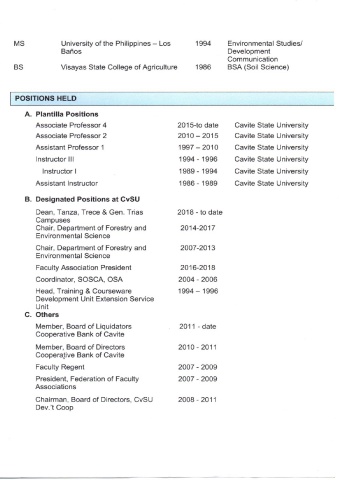 MS University of the Philippines – Los 1994 Environmental Studies/
Baños Development
Communication
BS Visayas State College of Agriculture 1986 BSA (Soil Science)
POSITIONS HELD
A. Plantilla Positions
Associate Professor 4 2015-to date Cavite State University
Associate Professor 2 2010 – 2015 Cavite State University
Assistant Professor 1 1997 – 2010 Cavite State University
Instructor III 1994 - 1996 Cavite State University
Instructor I 1989 - 1994 Cavite State University
Assistant Instructor 1986 - 1989 Cavite State University
B. Designated Positions at CvSU
Dean, Tanza, Trece & Gen. Trias 2018 - to date
Campuses
Chair, Department of Forestry and 2014-2017
Environmental Science
Chair, Department of Forestry and 2007-2013
Environmental Science
Faculty Association President 2016-2018
Coordinator, SOSCA, OSA 2004 - 2006
Head, Training & Courseware 1994 – 1996
Development Unit Extension Service
Unit
C. Others
Member, Board of Liquidators 2011 - date
Cooperative Bank of Cavite
Member, Board of Directors 2010 - 2011
Cooperative Bank of Cavite
Faculty Regent 2007 - 2009
President, Federation of Faculty 2007 - 2009
Associations
Chairman, Board of Directors, CvSU 2008 - 2011
Dev.'t Coop